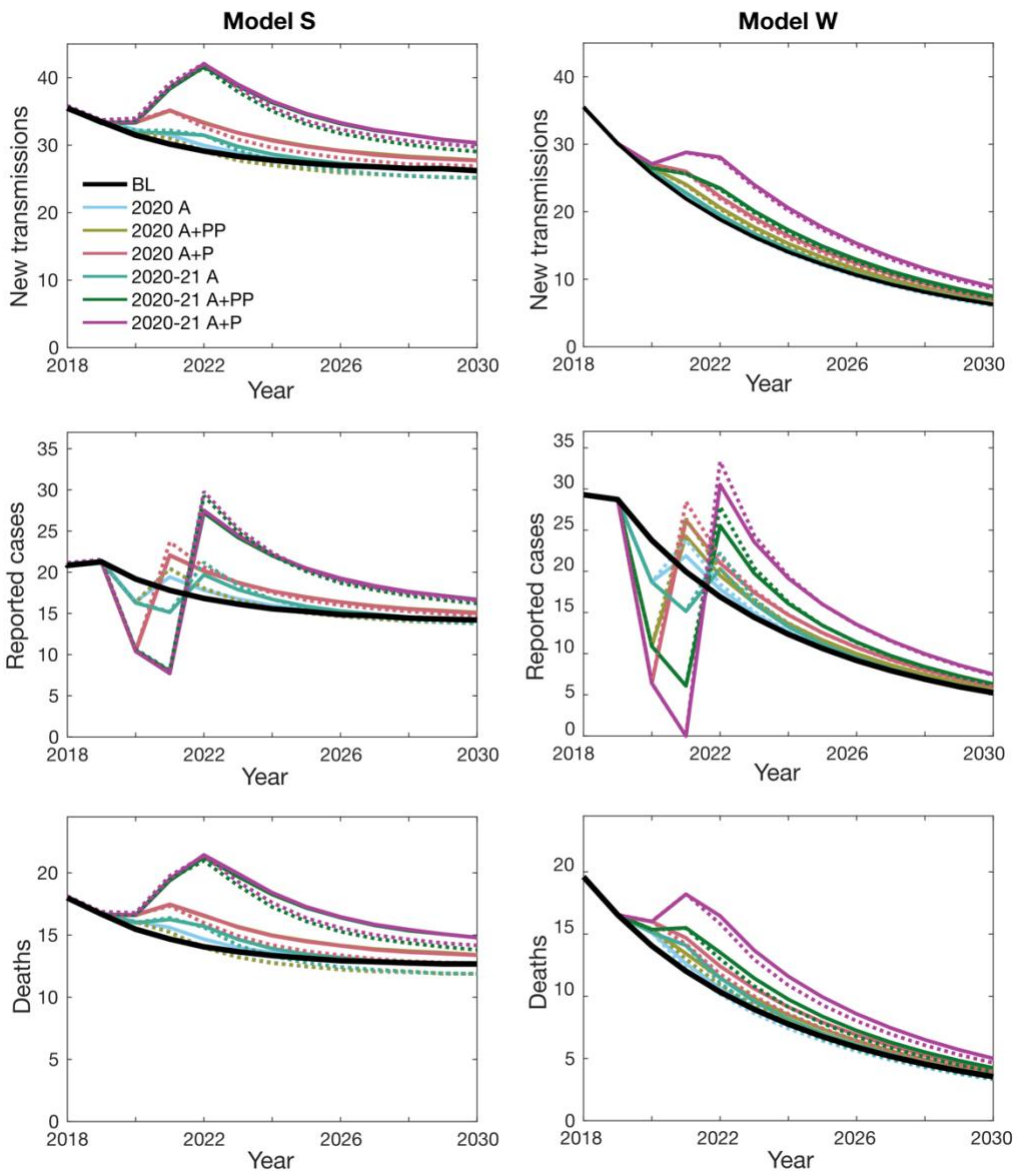 Model S
Model W
New transmissions
40
30
20
10
0
BL
2020 A
2020 A+PP
2020 A+P
2020-21 A
2020-21 A+PP
2020-21 A+P
2018 2022 2026 2030
Year
New transmissions
40
30
20
10
0
2018 2022 2026 2030
Year
Reported cases
35
30
25
20
15
10
5
0
2018 2022 2026 2030
Year
Reported cases
35
30
25
20
15
10
5
0
2018 2022 2026 2030
Year
Deaths
20
15
10
5
0
2018 2022 2026 2030
Year
Deaths
20
15
10
5
0
2018 2022 2026 2030
Year